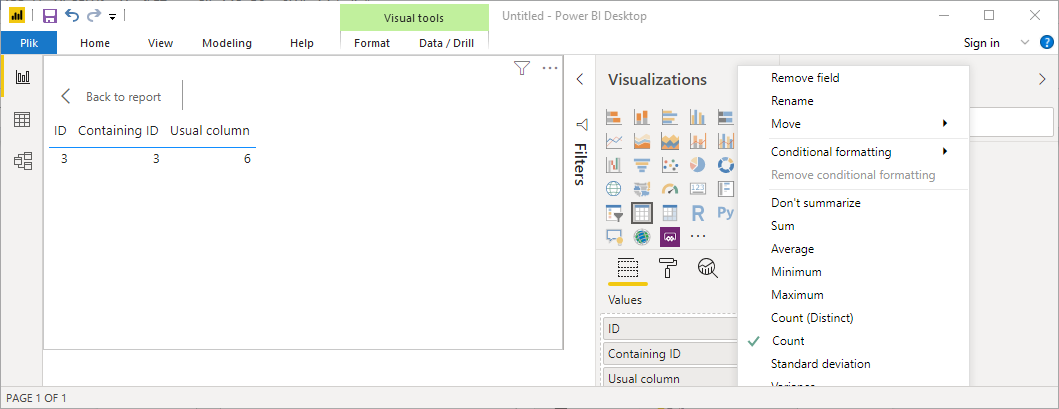 Visual tools
Untitled - Power BI Desktop
Plik Home View Modeling Help Format Data / Drill Sign in ?
Back to report
ID Containing ID Usual column
3 3 6
Filters
Visualizations
123
R Py
Values
ID
Containing ID
Usual column
Remove field
Rename
Move
Conditional formatting
Remove conditional formatting
Don't summarize
Sum
Average
Minimum
Maximum
Count (Distinct)
Count
Standard deviation
Variance
PAGE 1 OF 1